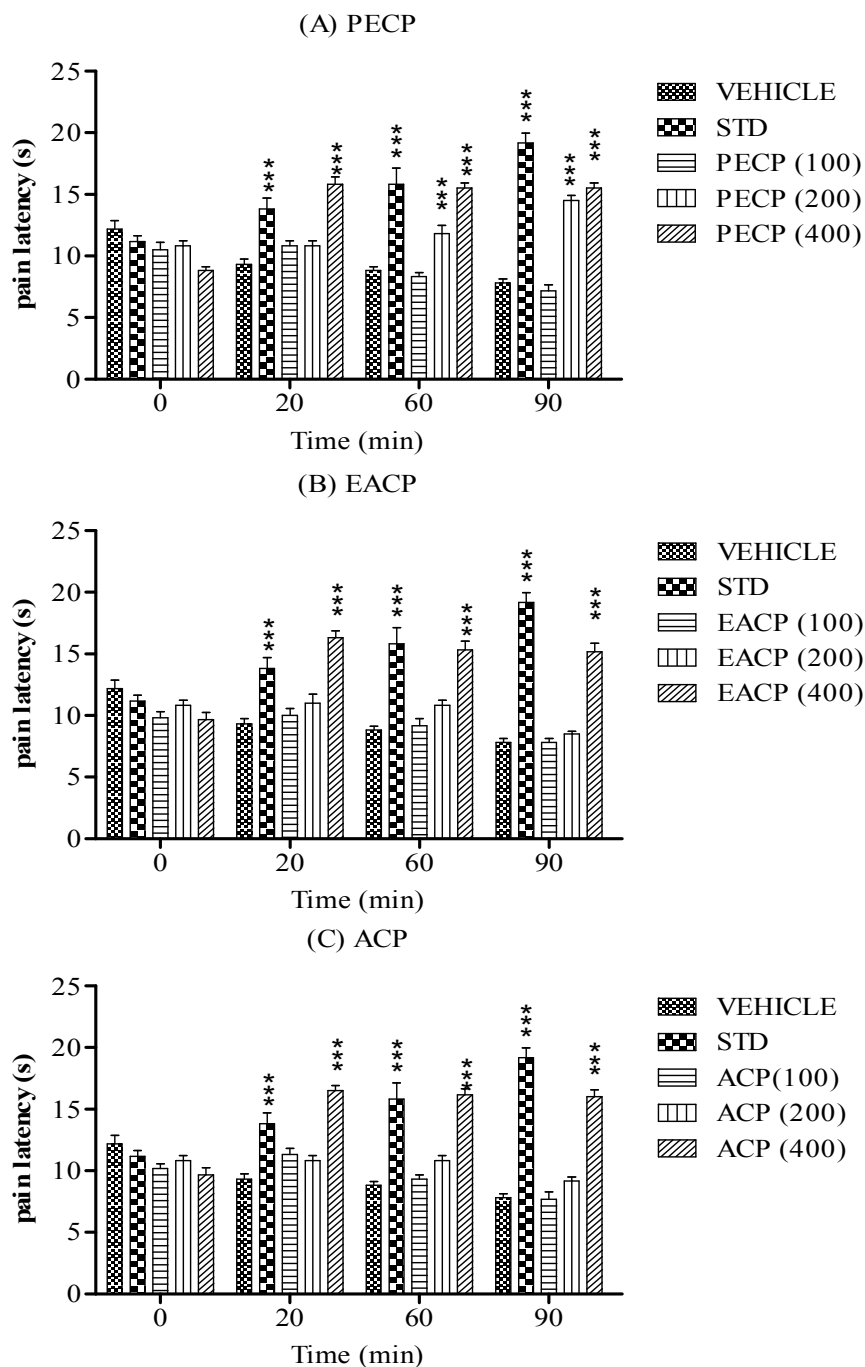 (A) PECP
25
20
15
10
5
0
pain latency (s)
***
***
***
***
***
***
***
***
0 20 60 90
Time (min)
VEHICLE
STD
PECP (100)
PECP (200)
PECP (400)
(B) EACP
25
20
15
10
5
0
pain latency (s)
***
***
***
***
***
***
0 20 60 90
Time (min)
VEHICLE
STD
EACP (100)
EACP (200)
EACP (400)
(C) ACP
25
20
15
10
5
0
pain latency (s)
***
***
***
***
***
***
0 20 60 90
Time (min)
VEHICLE
STD
ACP(100)
ACP (200)
ACP (400)